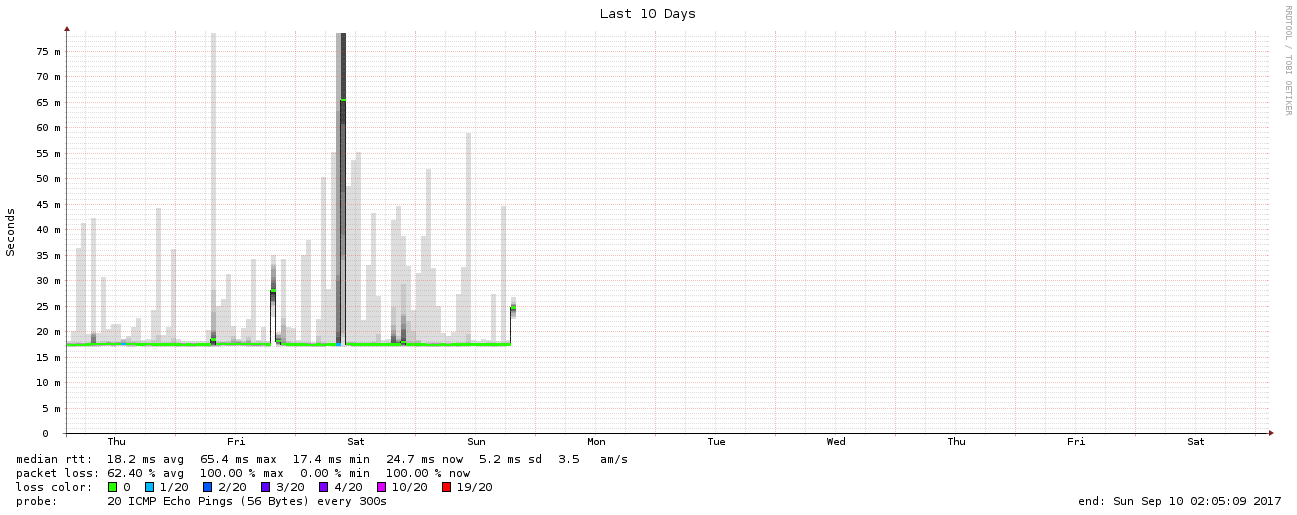 Last 10 Days
RRDTOOL / TOBI OETIKER
Seconds
75 m
70 m
65 m
60 m
55 m
50 m
45 m
40 m
35 m
30 m
25 m
20 m
15 m
10 m
5 m
0
Thu Fri Sat Sun Mon Tue Wed Thu Fri Sat
median rtt: 18.2 ms avg 65.4 ms max 17.4 ms min 24.7 ms now 5.2 ms sd 3.5 am/s
packet loss: 62.40 % avg 100.00 % max 0.00 % min 100.00 % now
loss color: 0 1/20 2/20 3/20 4/20 10/20 19/20
probe: 20 ICMP Echo Pings (56 Bytes) every 300s end: Sun Sep 10 02:05:09 2017